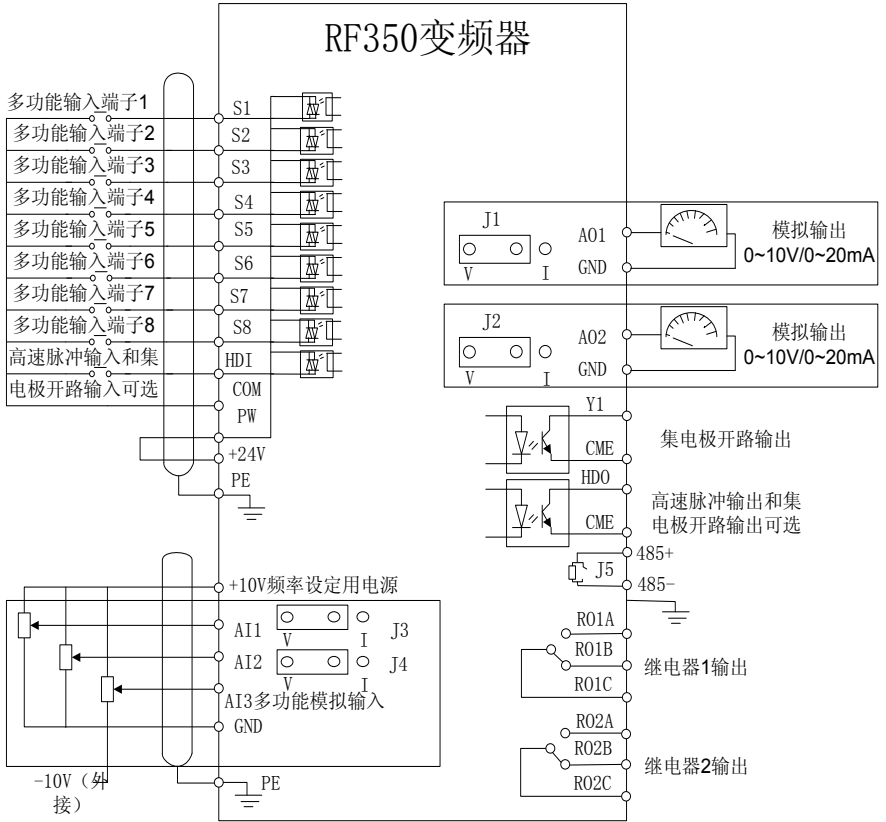 RF350变频器
多功能输入端子1
S1
多功能输入端子2
S2
多功能输入端子3
S3
多功能输入端子4
S4
多功能输入端子5
S5
多功能输入端子6
S6
多功能输入端子7
S7
多功能输入端子8
S8
高速脉冲输入和集
电极开路输入可选
HDI
COM
PW
+24V
PE
J1
V
I
AO1
GND
模拟输出
0~10V/0~20mA
J2
V
I
AO2
GND
模拟输出
0~10V/0~20mA
Y1
CME
集电极开路输出
HDO
CME
高速脉冲输出和集
电极开路输出可选
485+
J5
485-
+10V频率设定用电源
AI1
V
I
J3
AI2
V
I
J4
AI3多功能模拟输入
GND
-10V（外
接）
PE
RO1A
RO1B
RO1C
继电器1输出
RO2A
RO2B
RO2C
继电器2输出